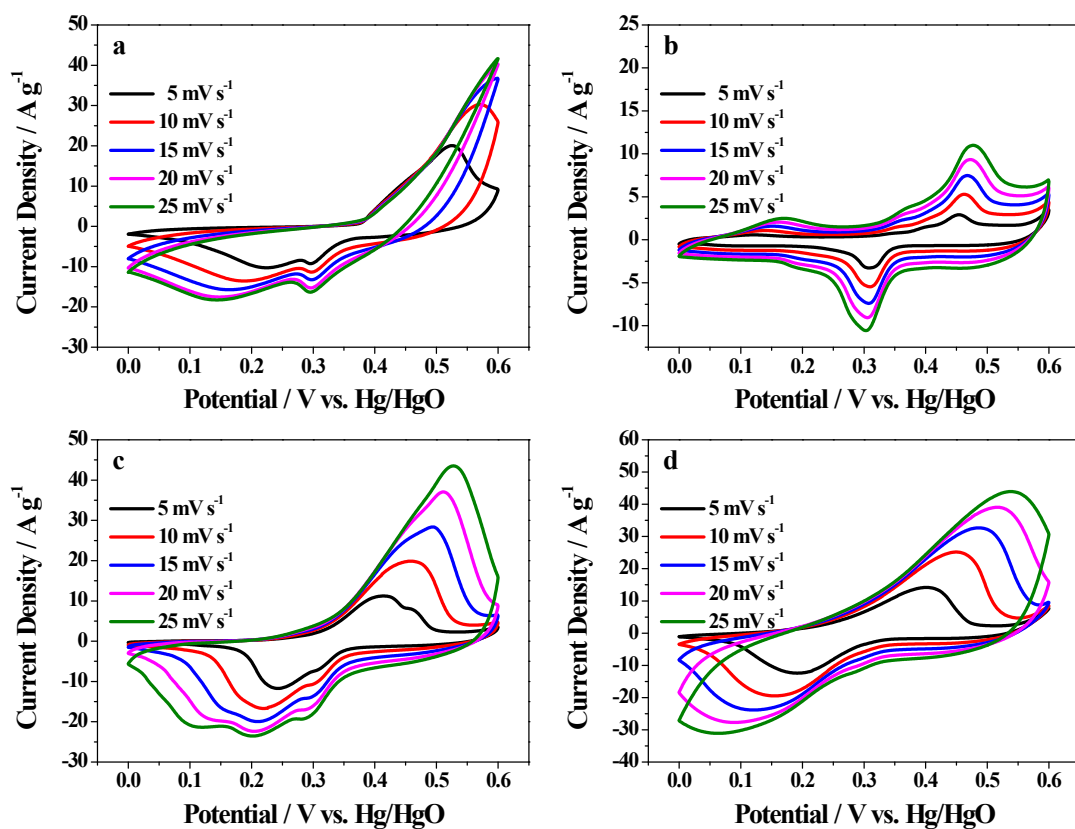 a
50
40
30
20
10
0
-10
-20
-30
Current Density / A g⁻¹
5 mV s⁻¹
10 mV s⁻¹
15 mV s⁻¹
20 mV s⁻¹
25 mV s⁻¹
0.0 0.1 0.2 0.3 0.4 0.5 0.6
Potential / V vs. Hg/HgO
b
25
20
15
10
5
0
-5
-10
Current Density / A g⁻¹
5 mV s⁻¹
10 mV s⁻¹
15 mV s⁻¹
20 mV s⁻¹
25 mV s⁻¹
0.0 0.1 0.2 0.3 0.4 0.5 0.6
Potential / V vs. Hg/HgO
c
50
40
30
20
10
0
-10
-20
-30
Current Density / A g⁻¹
5 mV s⁻¹
10 mV s⁻¹
15 mV s⁻¹
20 mV s⁻¹
25 mV s⁻¹
0.0 0.1 0.2 0.3 0.4 0.5 0.6
Potential / V vs. Hg/HgO
d
60
50
40
30
20
10
0
-10
-20
-30
-40
Current Density / A g⁻¹
5 mV s⁻¹
10 mV s⁻¹
15 mV s⁻¹
20 mV s⁻¹
25 mV s⁻¹
0.0 0.1 0.2 0.3 0.4 0.5 0.6
Potential / V vs. Hg/HgO